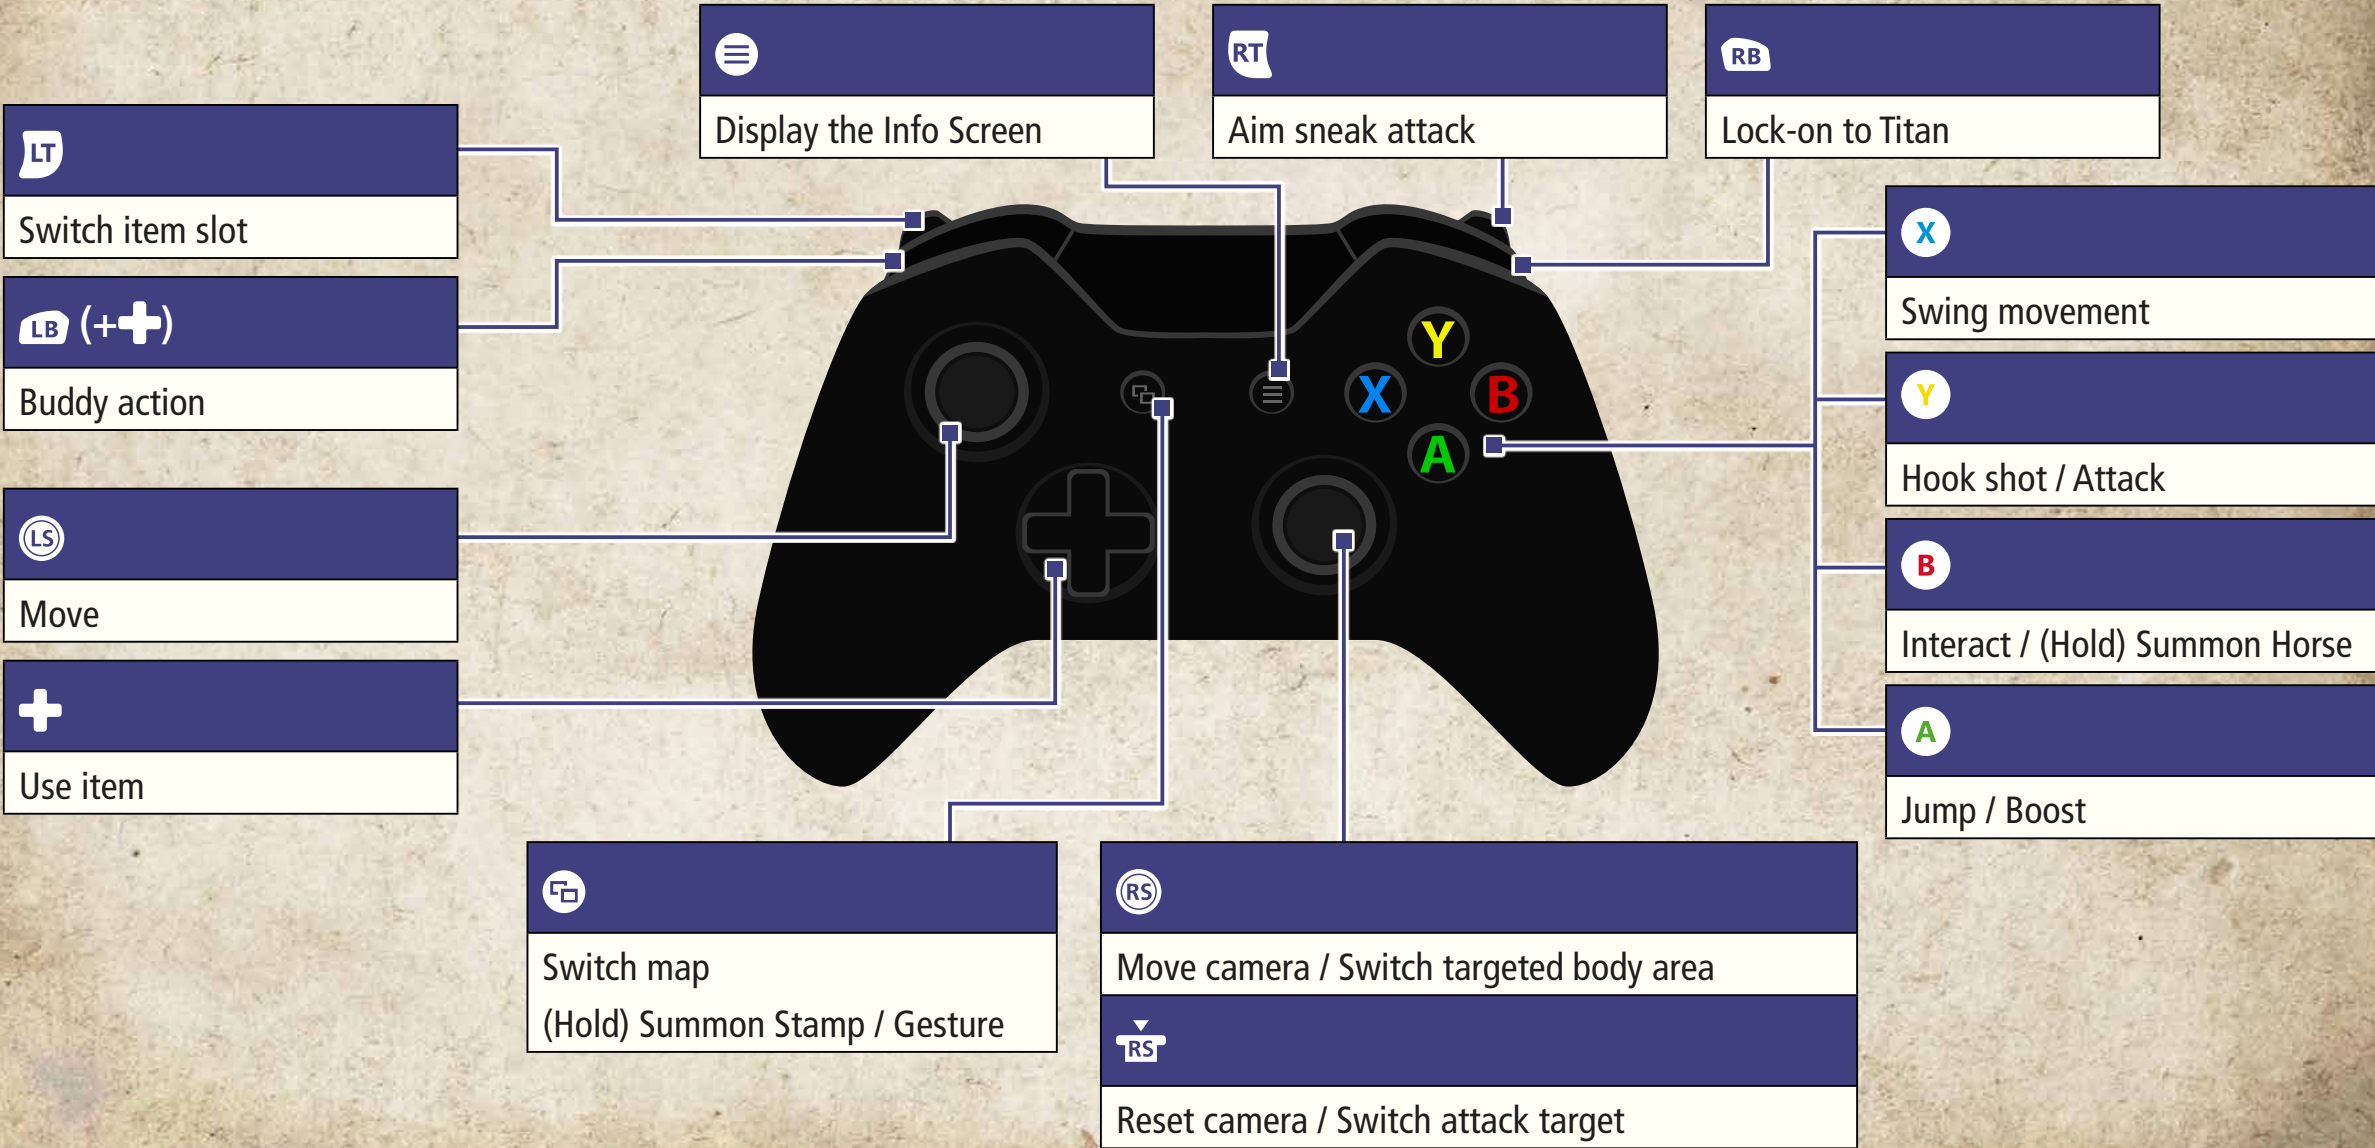 LT
Switch item slot
LB (+)
Buddy action
LS
Move
Use item
Display the Info Screen
RT
Aim sneak attack
RB
Lock-on to Titan
X
Swing movement
Y
Hook shot / Attack
B
Interact / (Hold) Summon Horse
A
Jump / Boost
Y
X
B
A
Switch map
(Hold) Summon Stamp / Gesture
RS
Move camera / Switch targeted body area
RS
Reset camera / Switch attack target